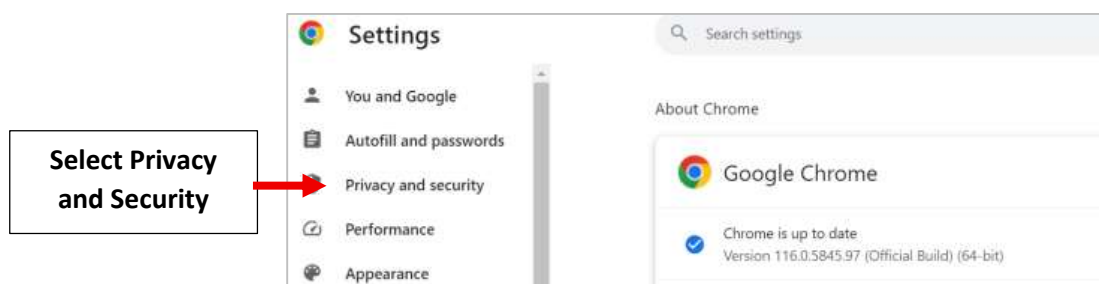 Settings
Search settings
You and Google
Autofill and passwords
Select Privacy
and Security
Privacy and security
Performance
Appearance
About Chrome
Google Chrome
Chrome is up to date
Version 116.0.5845.97 (Official Build) (64-bit)